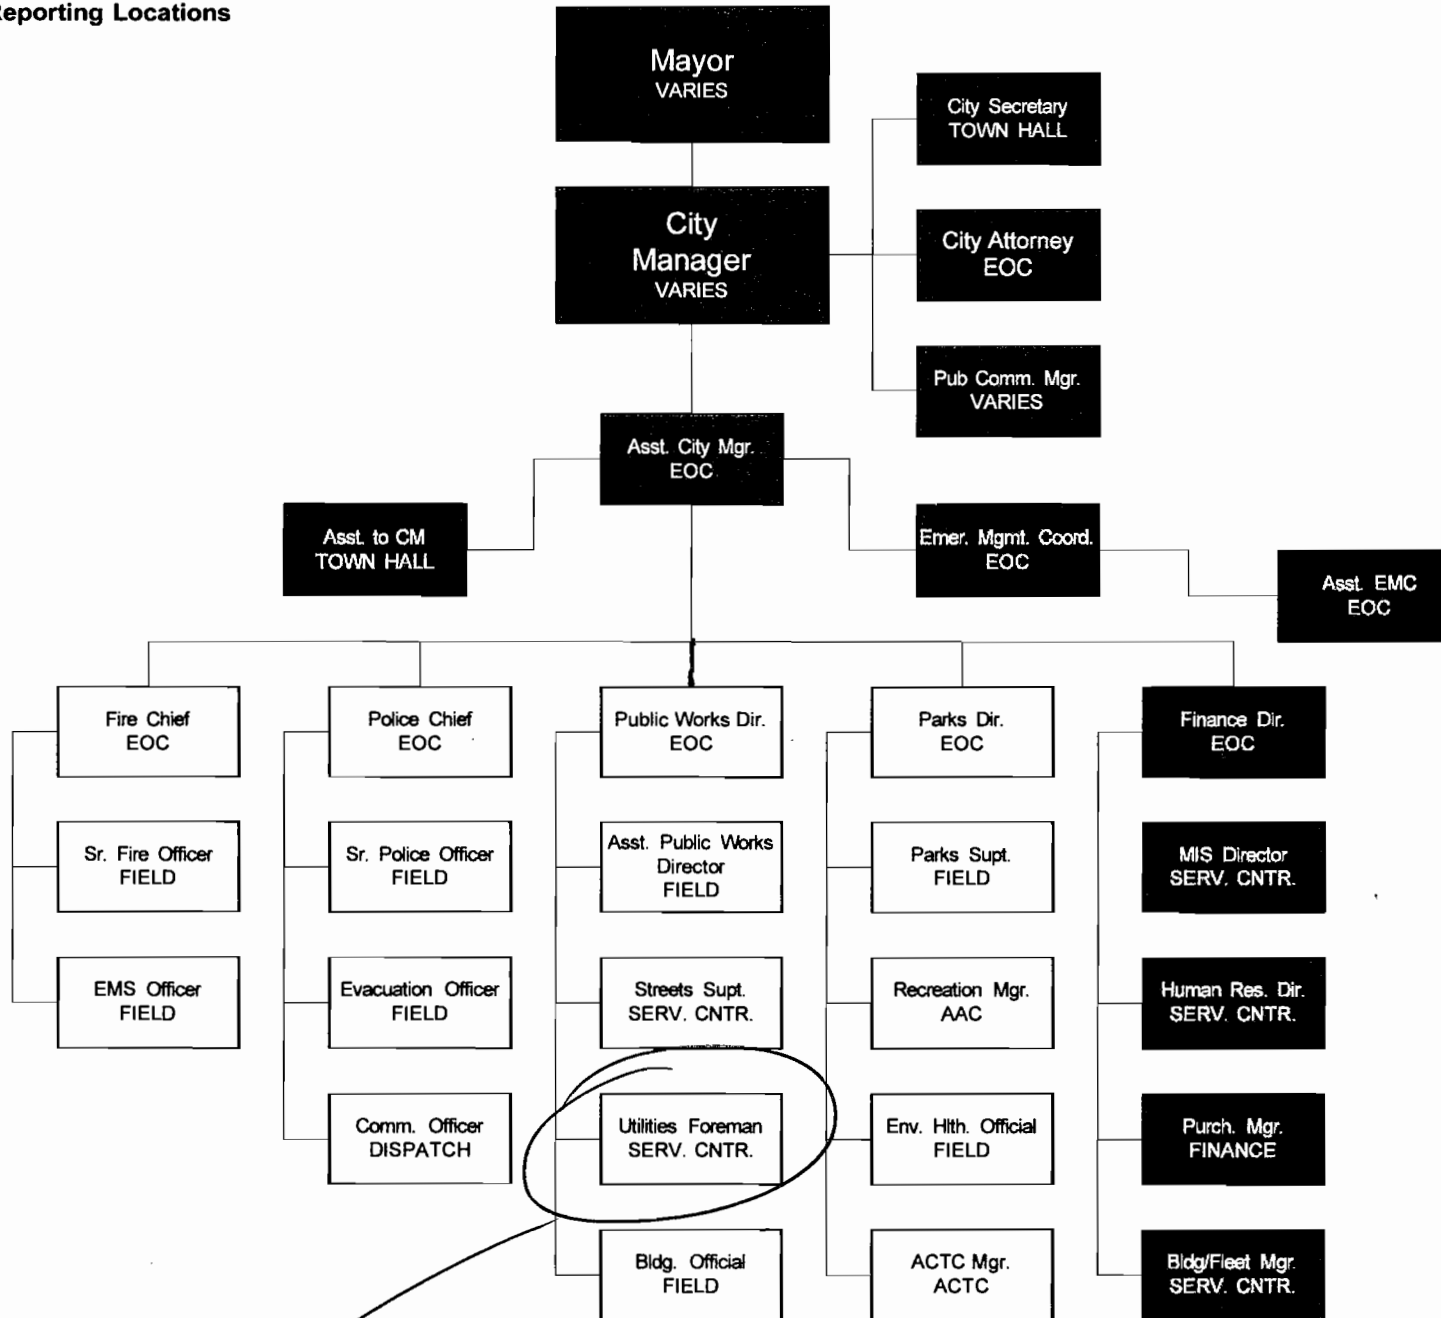 Reporting Locations
Mayor
VARIES
City Secretary
TOWN HALL
City
Manager
VARIES
City Attorney
EOC
Pub Comm. Mgr.
VARIES
Asst. City Mgr.
EOC
Asst. to CM
TOWN HALL
Emer. Mgmt. Coord.
EOC
Asst. EMC
EOC
Fire Chief
EOC
Police Chief
EOC
Public Works Dir.
EOC
Parks Dir.
EOC
Finance Dir.
EOC
Sr. Fire Officer
FIELD
Sr. Police Officer
FIELD
Asst. Public Works
Director
FIELD
Parks Supt.
FIELD
MIS Director
SERV. CNTR.
EMS Officer
FIELD
Evacuation Officer
FIELD
Streets Supt.
SERV. CNTR.
Recreation Mgr.
AAC
Human Res. Dir.
SERV. CNTR.
Comm. Officer
DISPATCH
Utilities Foreman
SERV. CNTR.
Env. Hlth. Official
FIELD
Purch. Mgr.
FINANCE
Bldg. Official
FIELD
ACTC Mgr.
ACTC
Bldg/Fleet Mgr.
SERV. CNTR.